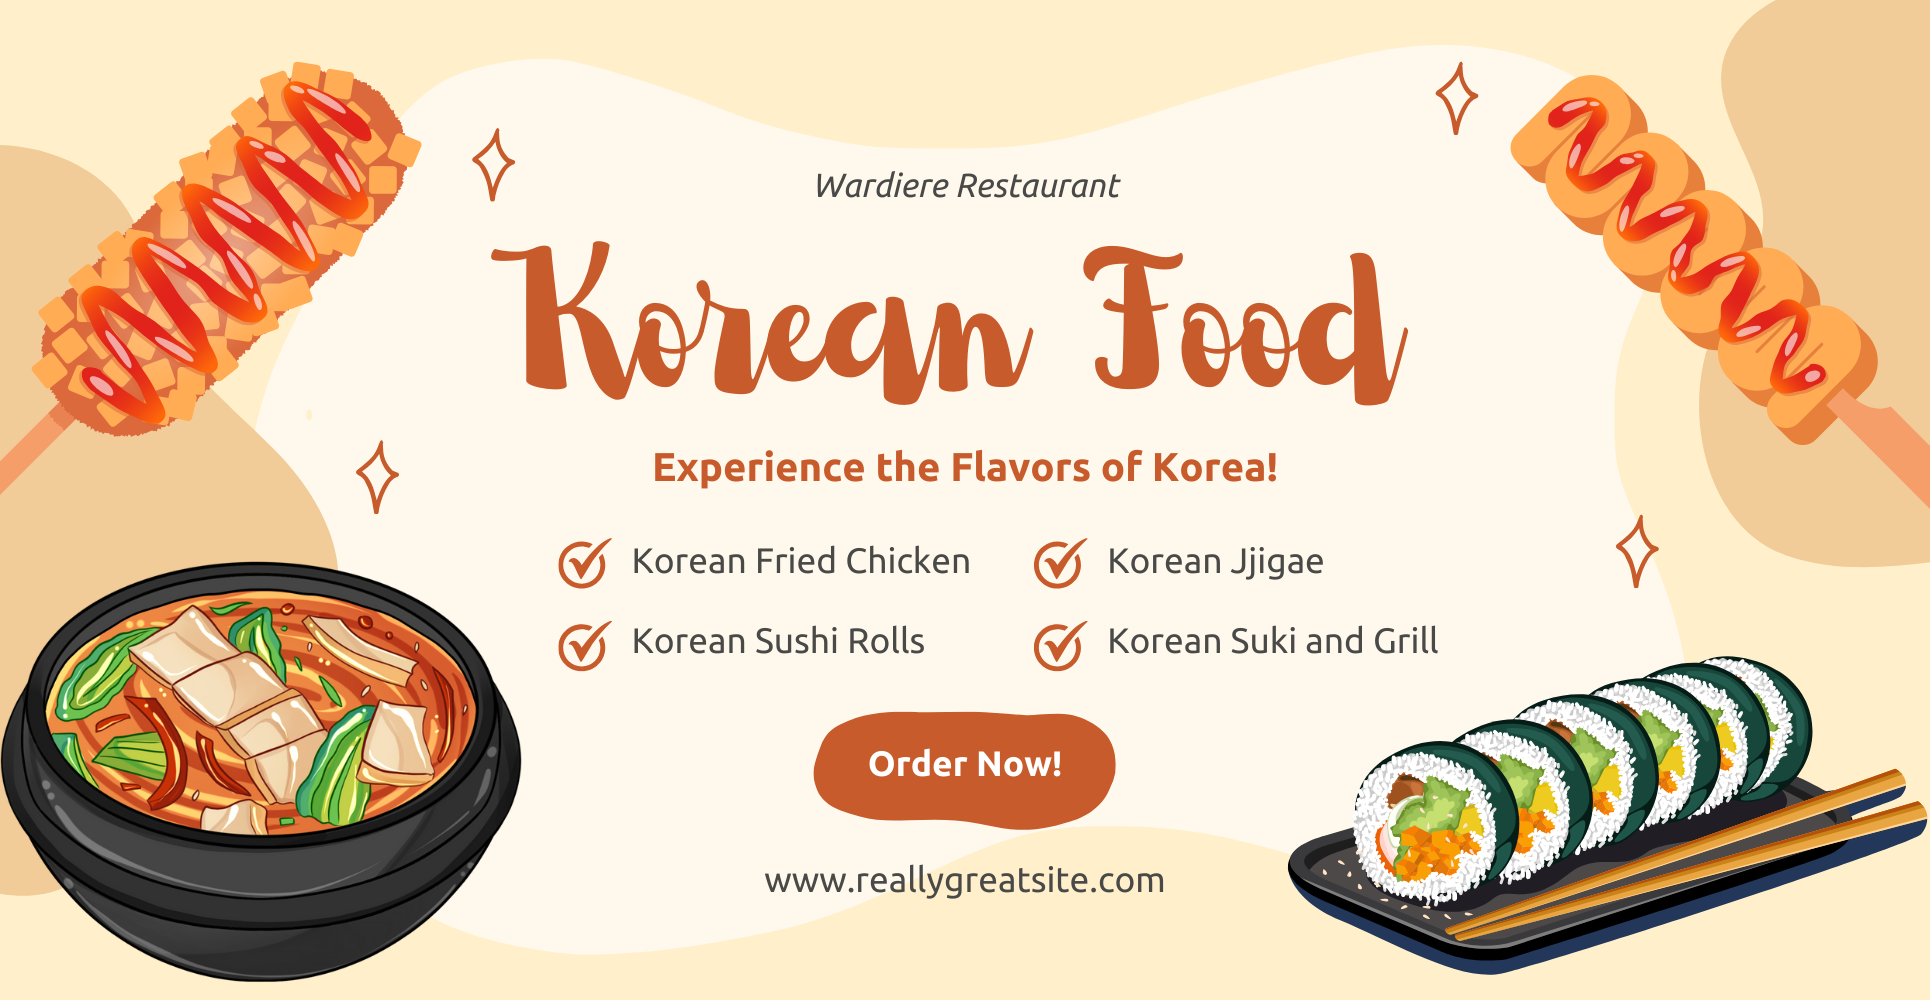 Wardiere Restaurant
Korean Food
Experience the Flavors of Korea!
Korean Fried Chicken
Korean Jjigae
Korean Sushi Rolls
Korean Suki and Grill
Order Now!
www.reallygreatsite.com